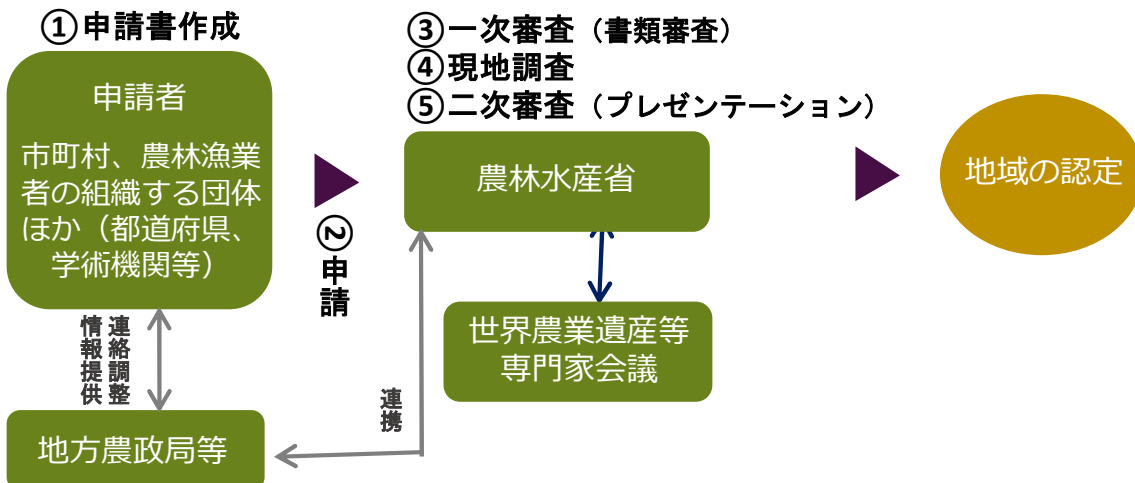 ①申請書作成
申請者
市町村、農林漁業
者の組織する団体
ほか（都道府県、
学術機関等）
②申請
③一次審査（書類審査）
④現地調査
⑤二次審査（プレゼンテーション）
農林水産省
地域の認定
世界農業遺産等
専門家会議
連絡調整
情報提供
連携
地方農政局等